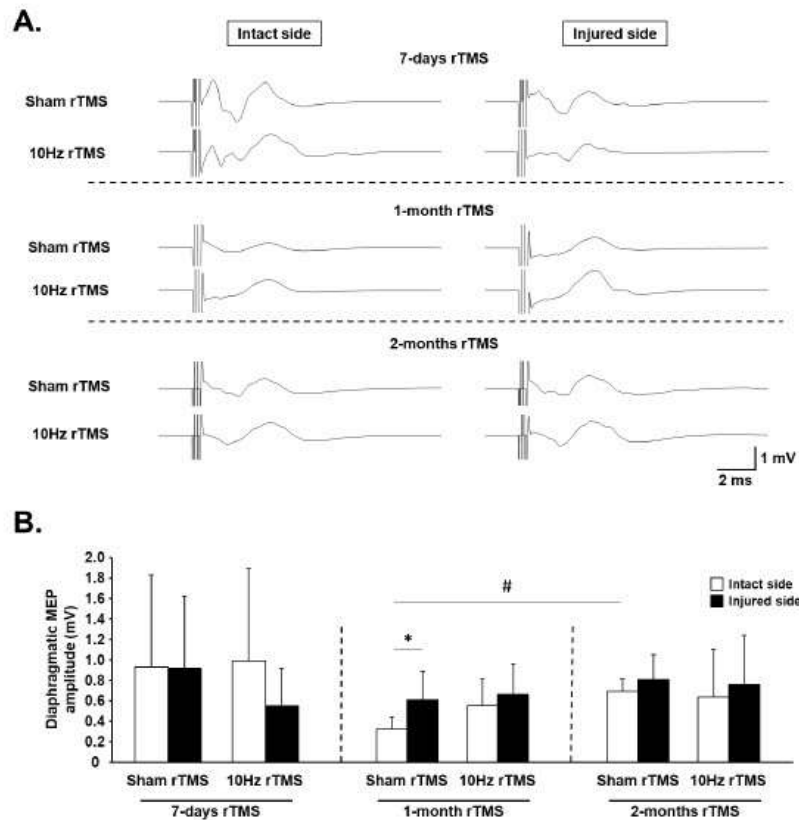 A.
Intact side Injured side
7-days rTMS
Sham rTMS
10Hz rTMS
1-month rTMS
Sham rTMS
10Hz rTMS
2-months rTMS
Sham rTMS
10Hz rTMS
1 mV
2 ms
B.
Diaphragmatic MEP
amplitude (mV)
2.0
1.8
1.6
1.4
1.2
1.0
0.8
0.6
0.4
0.2
0
#
*
Intact side
Injured side
Sham rTMS 10Hz rTMS Sham rTMS 10Hz rTMS Sham rTMS 10Hz rTMS
7-days rTMS 1-month rTMS 2-months rTMS